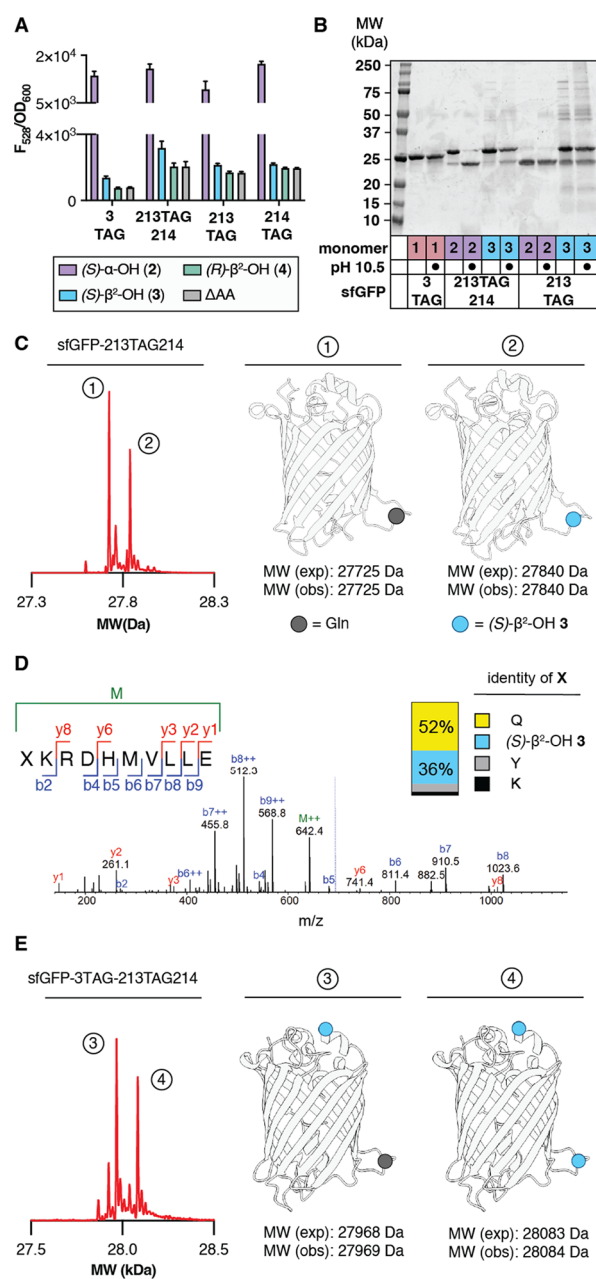 A
F528/OD600
2×10⁴
5×10³
4×10³
0
3
TAG
213TAG
214
213
TAG
214
TAG
(S)-α-OH (2)
(R)-β²-OH (4)
(S)-β²-OH (3)
ΔAA
B
MW
(kDa)
250
75
50
37
25
20
15
10
monomer
1 1 2 2 3 3 2 2 3 3
pH 10.5
sfGFP
3
TAG
213TAG
214
213
TAG
C
sfGFP-213TAG214
1
2
27.3 27.8 28.3
MW(Da)
1
MW (exp): 27725 Da
MW (obs): 27725 Da
= Gln
2
MW (exp): 27840 Da
MW (obs): 27840 Da
= (S)-β²-OH 3
D
M
y8 y6 y3 y2 y1
X K R D H M V L L E
b2 b4 b5 b6 b7 b8 b9
identity of X
52%
36%
Q
(S)-β²-OH 3
Y
K
y1
y2
261.1
b2
y3
b6++
b7++
455.8
b8++
512.3
b4
b9++
568.8
M++
642.4
b5
y6
741.4
b6
811.4
882.5
b7
910.5
b8
1023.6
y8
200 400 600 800 1000
m/z
E
sfGFP-3TAG-213TAG214
3
4
27.5 28.0 28.5
MW (kDa)
3
MW (exp): 27968 Da
MW (obs): 27969 Da
4
MW (exp): 28083 Da
MW (obs): 28084 Da